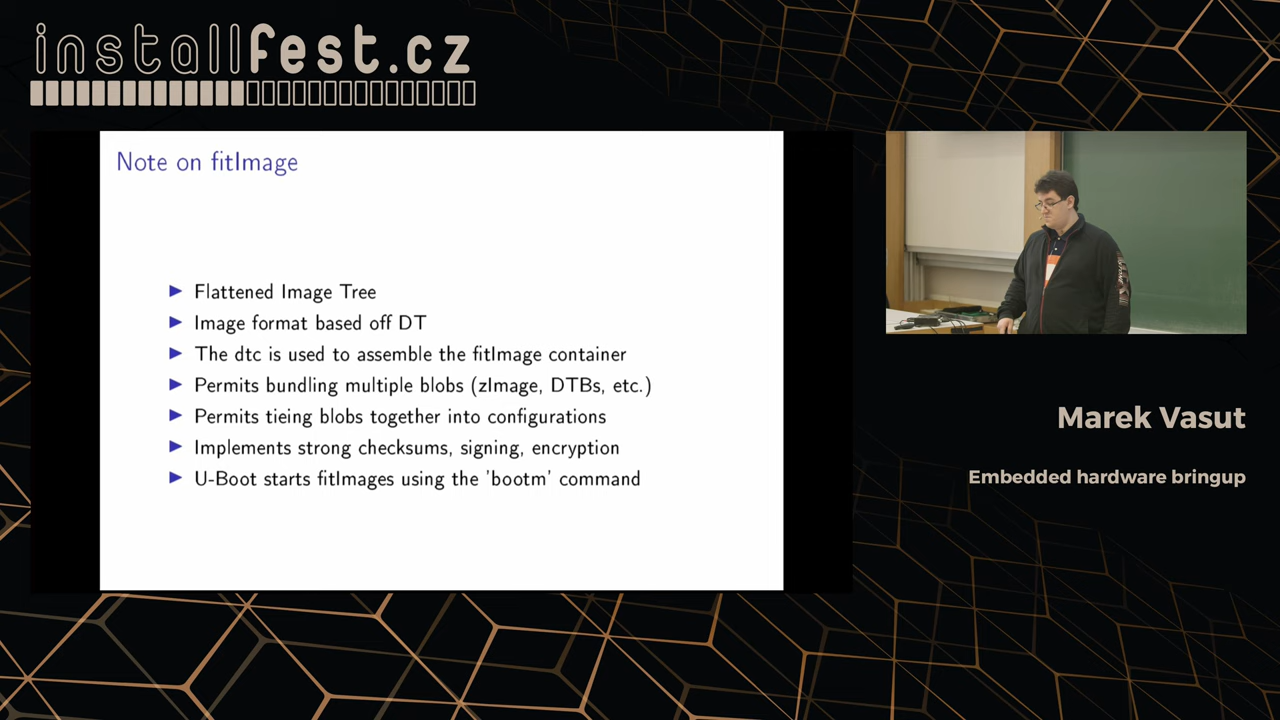 installfest.cz
Note on fitImage
Flattened Image Tree
Image format based off DT
The dtc is used to assemble the fitImage container
Permits bundling multiple blobs (zImage, DTBs, etc.)
Permits tieing blobs together into configurations
Implements strong checksums, signing, encryption
U-Boot starts fitImages using the 'bootm' command
Marek Vasut
Embedded hardware bringup